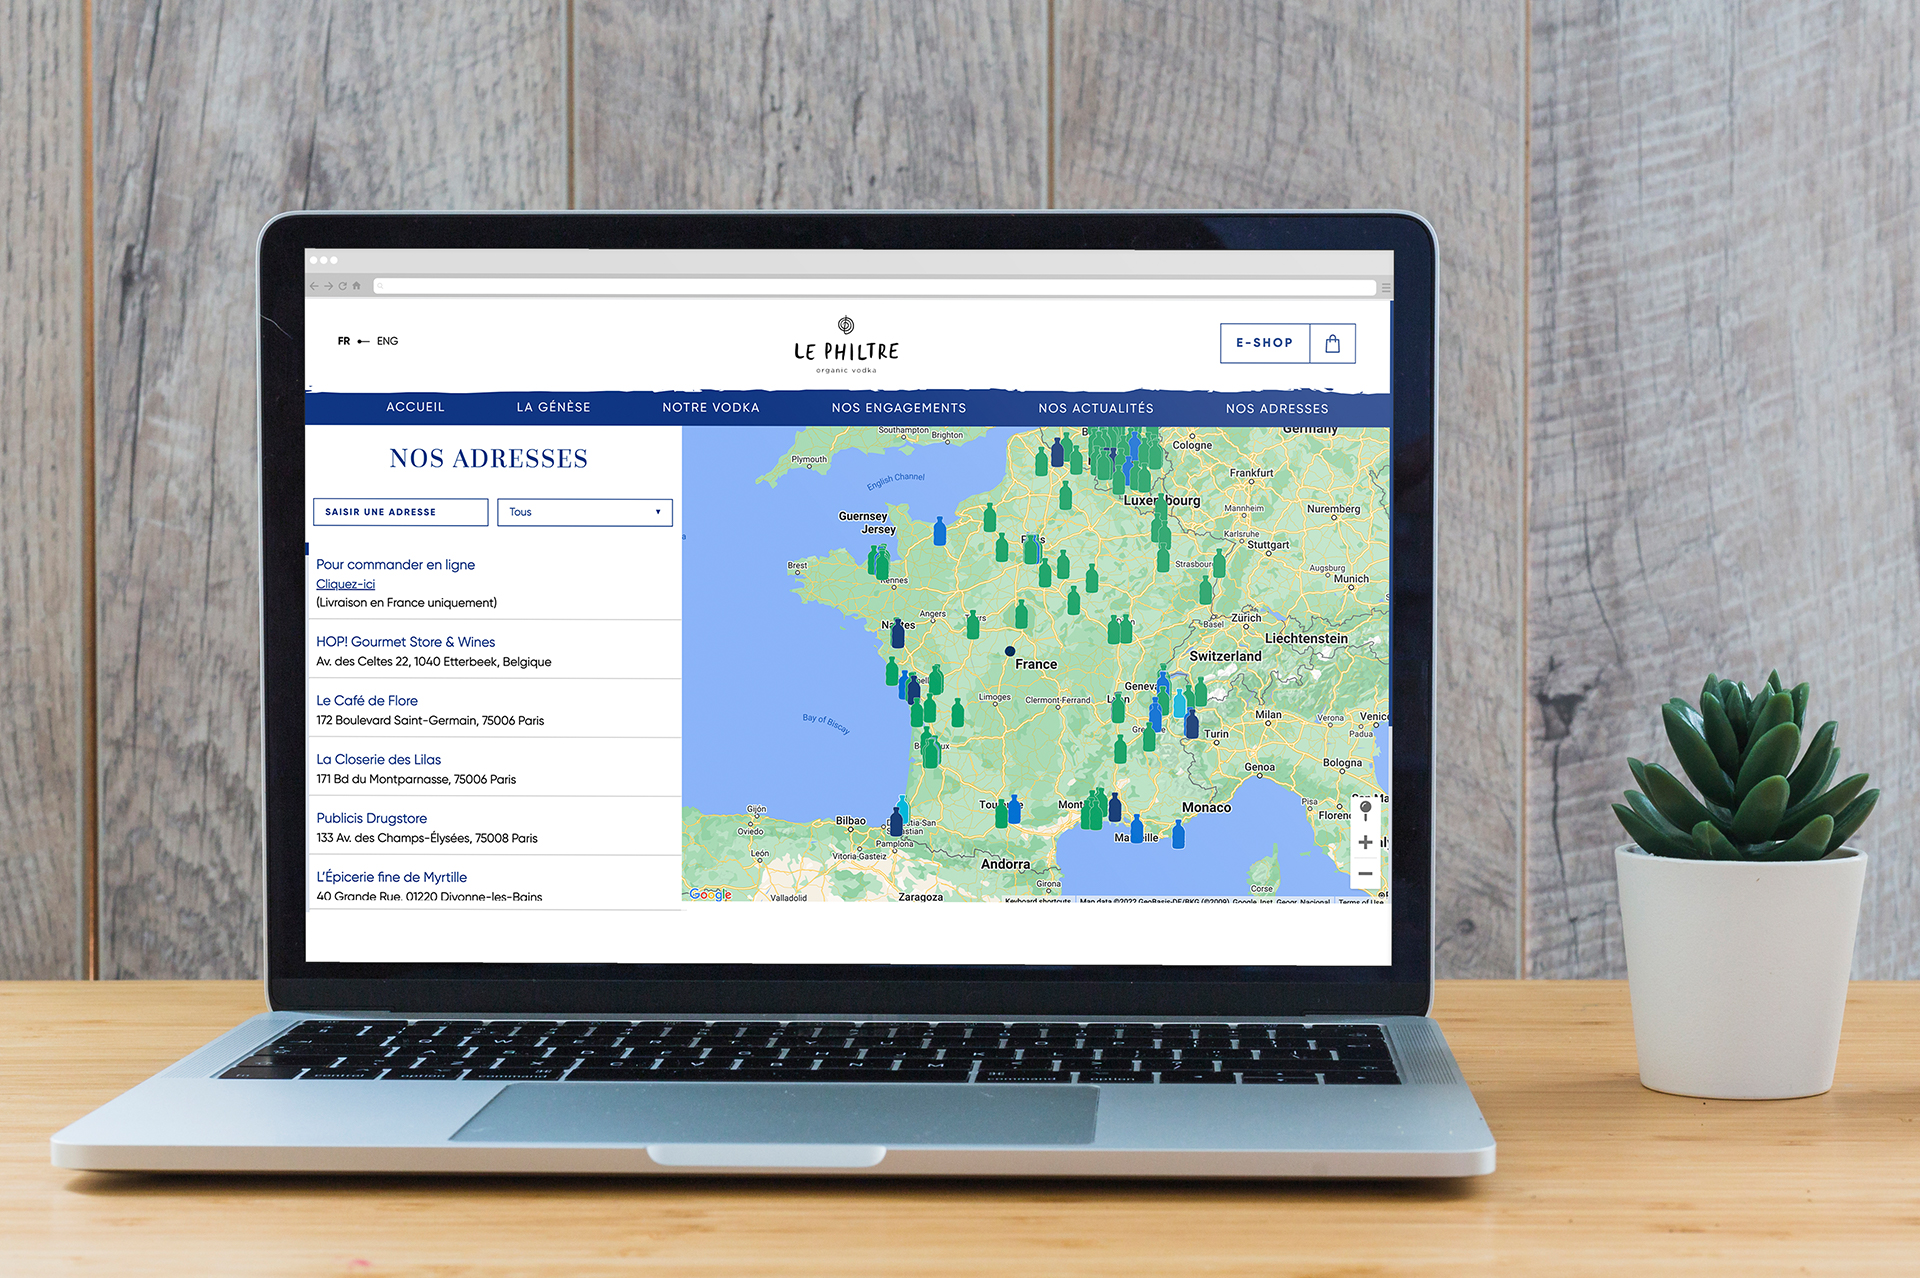 FR ENG
LE PHILTRE
organic vodka
E-SHOP
ACCUEIL LA GÉNÈSE NOTRE VODKA NOS ENGAGEMENTS NOS ACTUALITÉS NOS ADRESSES
NOS ADRESSES
SAISIR UNE ADRESSE
Tous
Pour commander en ligne
Cliquez-ici
(Livraison en France uniquement)
HOP! Gourmet Store & Wines
Av. des Celtes 22, 1040 Etterbeek, Belgique
Le Café de Flore
172 Boulevard Saint-Germain, 75006 Paris
La Closerie des Lilas
171 Bd du Montparnasse, 75006 Paris
Publicis Drugstore
133 Av. des Champs-Élysées, 75008 Paris
L'Épicerie fine de Myrtille
40 Grande Rue, 01220 Divonne-les-Bains
Southampton
Brighton
Germany
Cologne
Plymouth
Frankfurt
English Channel
Luxembourg
Mannheim
Nuremberg
Guernsey
Jersey
Karlsruhe
Stuttgart
Brest
Strasbourg
Augsburg
Munich
Rennes
Angers
Nantes
Basel
Zürich
Liechtenstein
Switzerland
France
Geneva
Limoges
Clermont-Ferrand
Bay of Biscay
Milan
Verona
Venice
Turin
Padua
Genoa
Bologna
Gijón
Oviedo
Bilbao
Pisa
Monaco
Pamplona
León
Vitoria-Gasteiz
Andorra
Girona
Corse
Google
Valladolid
Zaragoza
Keyboard shortcuts Map data ©2022 GeoBasis-DE/BKG (©2009), Google, Inst. Geogr. Nacional Terms of Use
control option command command option